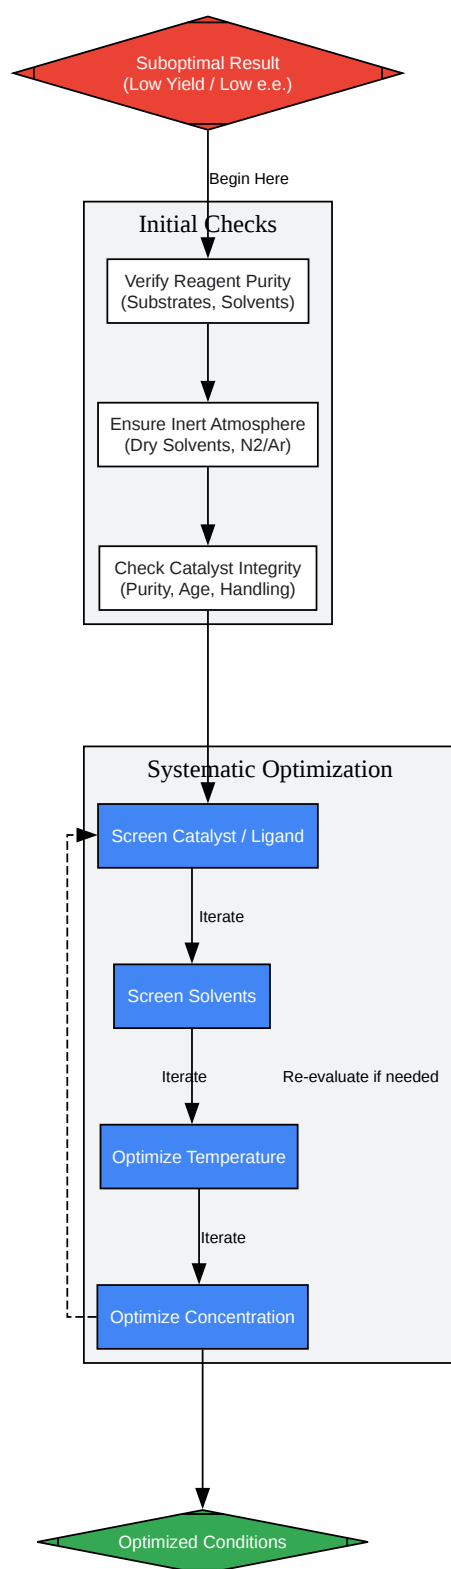 Suboptimal Result
(Low Yield / Low e.e.)
Begin Here
Initial Checks
Verify Reagent Purity
(Substrates, Solvents)
Ensure Inert Atmosphere
(Dry Solvents, N2/Ar)
Check Catalyst Integrity
(Purity, Age, Handling)
Systematic Optimization
Screen Catalyst / Ligand
Iterate
Screen Solvents
Iterate
Re-evaluate if needed
Optimize Temperature
Iterate
Optimize Concentration
Optimized Conditions